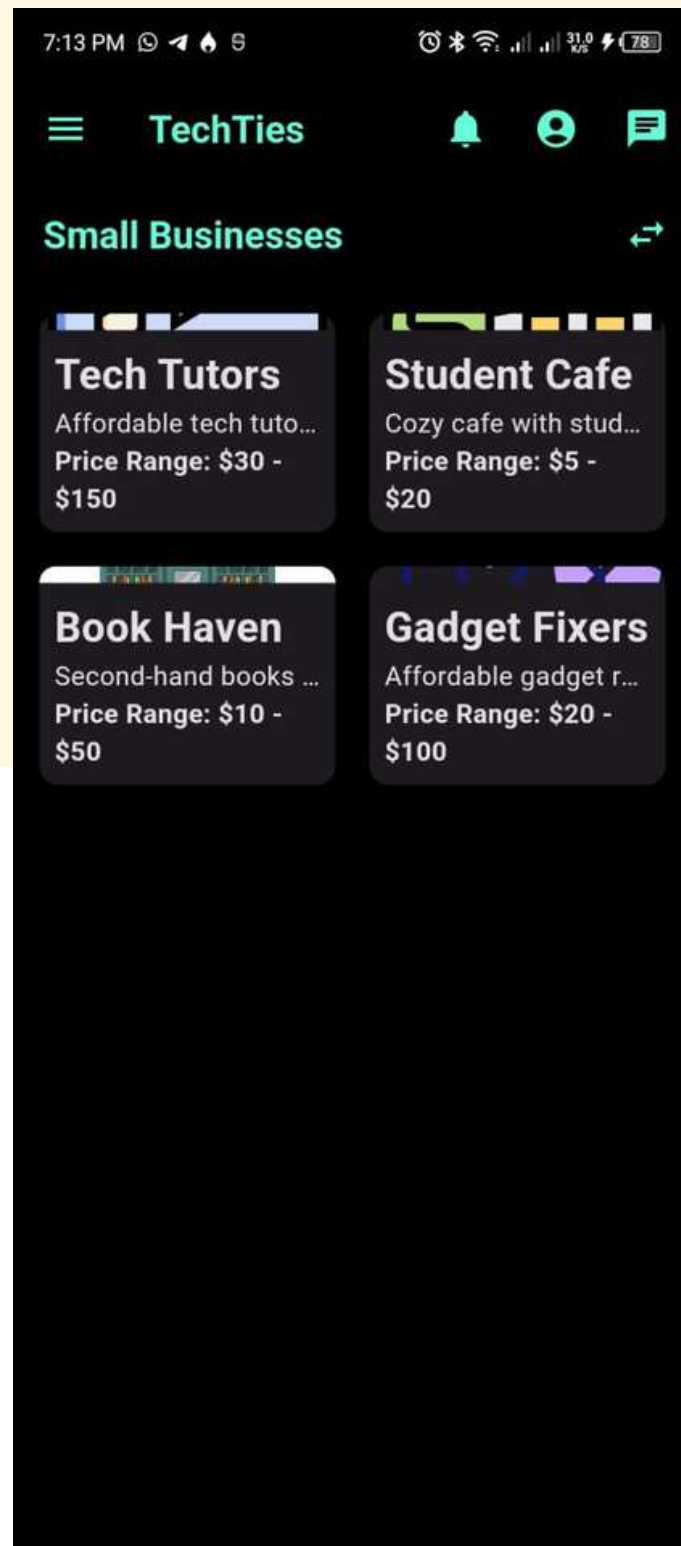 7:13 PM 31.0 K/S 78
TechTies
Small Businesses
Tech Tutors
Affordable tech tuto...
Price Range: $30 -
$150
Student Cafe
Cozy cafe with stud...
Price Range: $5 -
$20
Book Haven
Second-hand books ...
Price Range: $10 -
$50
Gadget Fixers
Affordable gadget r...
Price Range: $20 -
$100